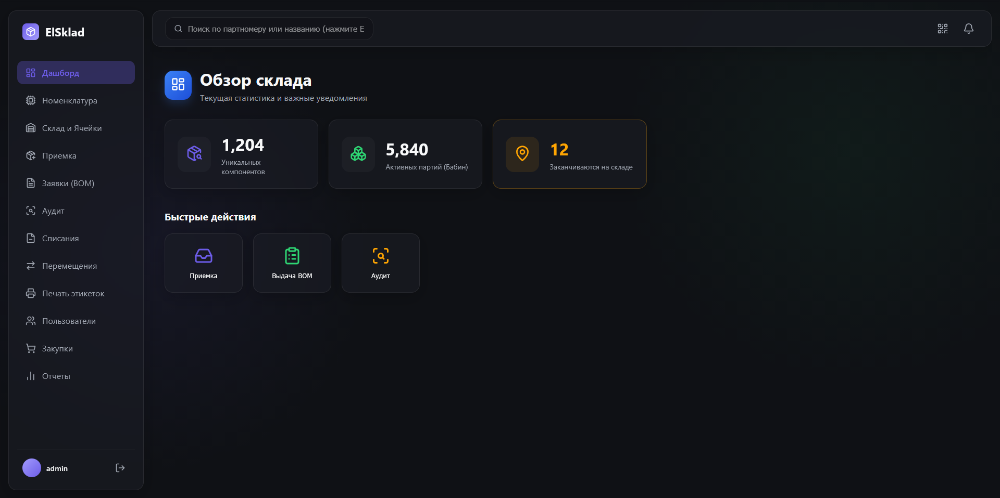 ElSklad
Поиск по партномеру или названию (нажмите E
Дашборд
Номенклатура
Склад и Ячейки
Приемка
Заявки (BOM)
Аудит
Списания
Перемещения
Печать этикеток
Пользователи
Закупки
Отчеты
admin
Обзор склада
Текущая статистика и важные уведомления
1,204
Уникальных
компонентов
5,840
Активных партий (Бабин)
12
Заканчиваются на складе
Быстрые действия
Приемка
Выдача BOM
Аудит